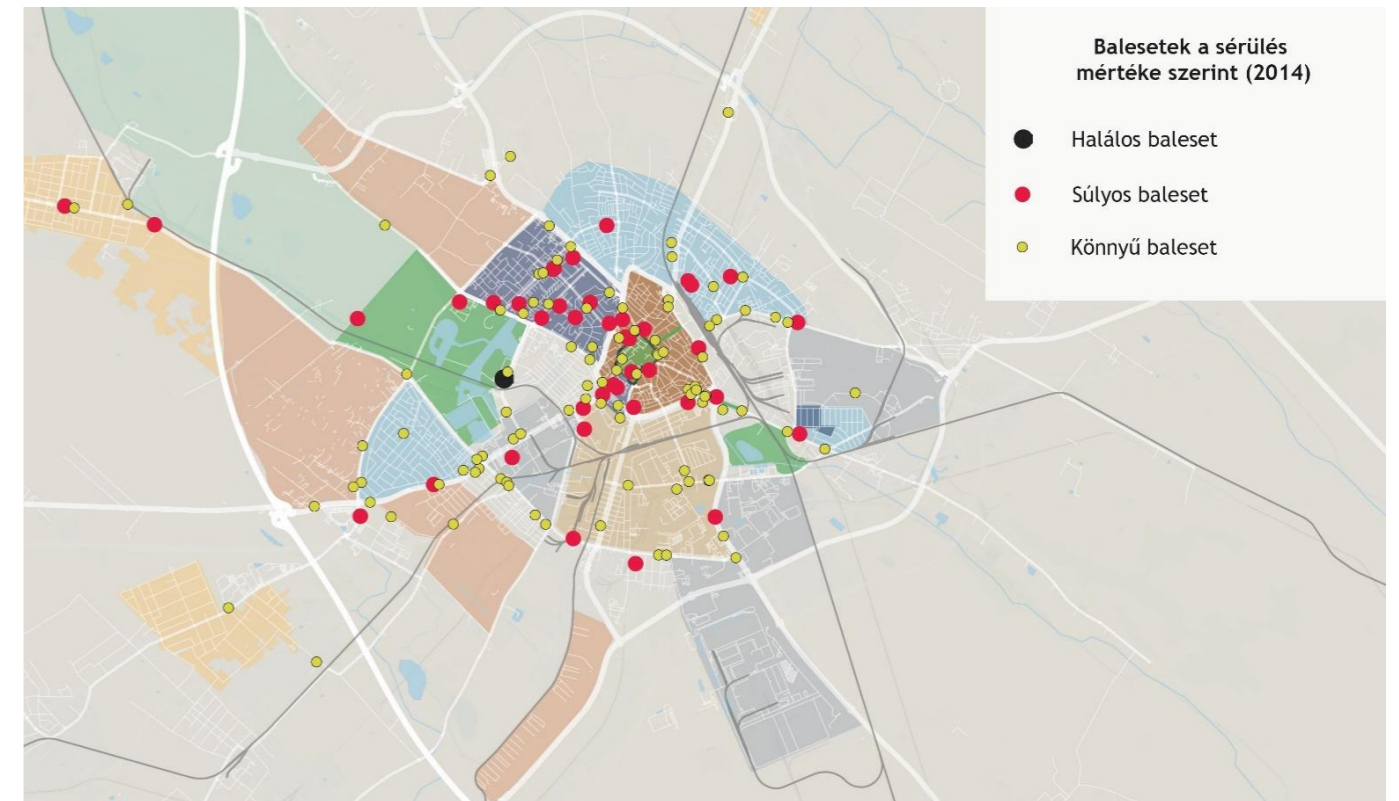 Balesetek a sérülés
mértéke szerint (2014)
Halálos baleset
Súlyos baleset
Könnyű baleset